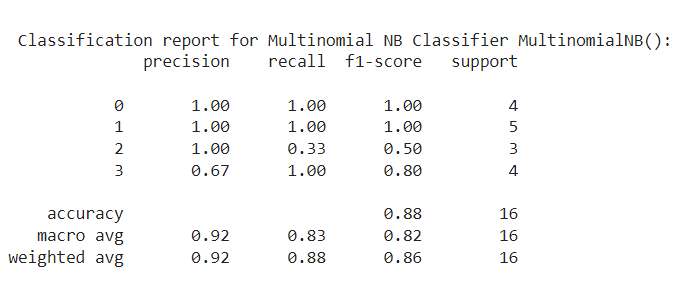 Classification report for Multinomial NB Classifier MultinomialNB():
precision recall f1-score support
0 1.00 1.00 1.00 4
1 1.00 1.00 1.00 5
2 1.00 0.33 0.50 3
3 0.67 1.00 0.80 4
accuracy 0.88 16
macro avg 0.92 0.83 0.82 16
weighted avg 0.92 0.88 0.86 16